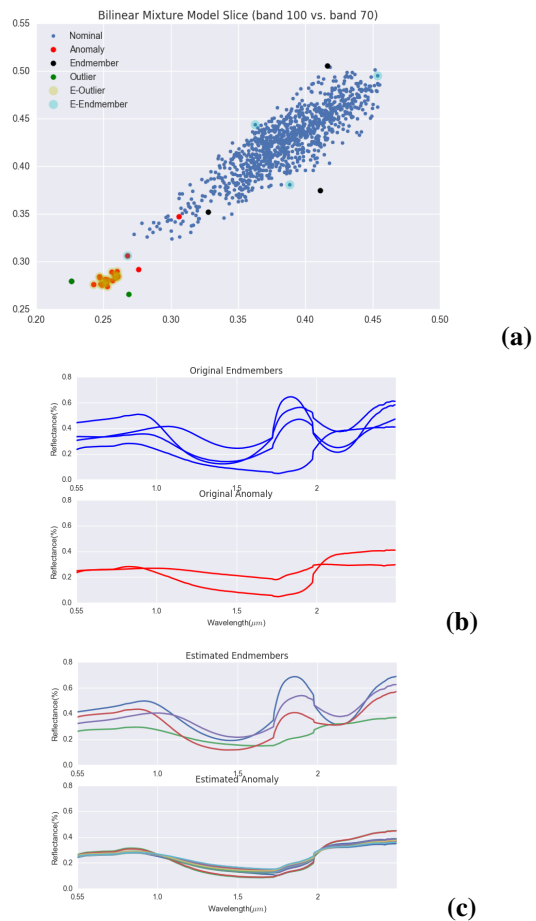 Bilinear Mixture Model Slice (band 100 vs. band 70)
0.55
0.50
0.45
0.40
0.35
0.30
0.25
Nominal
Anomaly
Endmember
Outlier
E-Outlier
E-Endmember
0.20 0.25 0.30 0.35 0.40 0.45 0.50
(a)
Original Endmembers
Reflectance(%)
0.8
0.6
0.4
0.2
0.0
0.55 1.0 1.5 2
Original Anomaly
Reflectance(%)
0.8
0.6
0.4
0.2
0.0
0.55 1.0 1.5 2
Wavelength(μm)
(b)
Estimated Endmembers
Reflectance(%)
0.8
0.6
0.4
0.2
0.0
0.55 1.0 1.5 2
Estimated Anomaly
Reflectance(%)
0.8
0.6
0.4
0.2
0.0
0.55 1.0 1.5 2
Wavelength(μm)
(c)